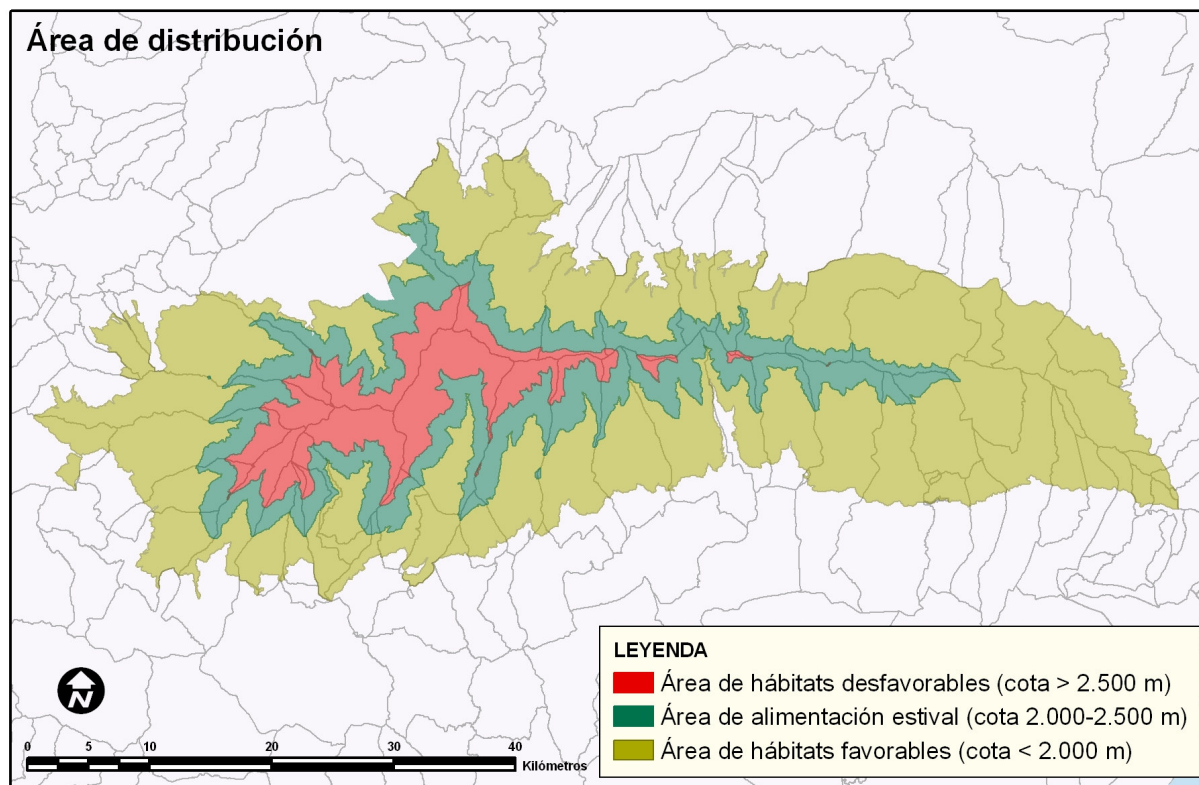 Área de distribución
LEYENDA
Área de hábitats desfavorables (cota > 2.500 m)
Área de alimentación estival (cota 2.000-2.500 m)
Área de hábitats favorables (cota < 2.000 m)
N
0 5 10 20 30 40
Kilómetros